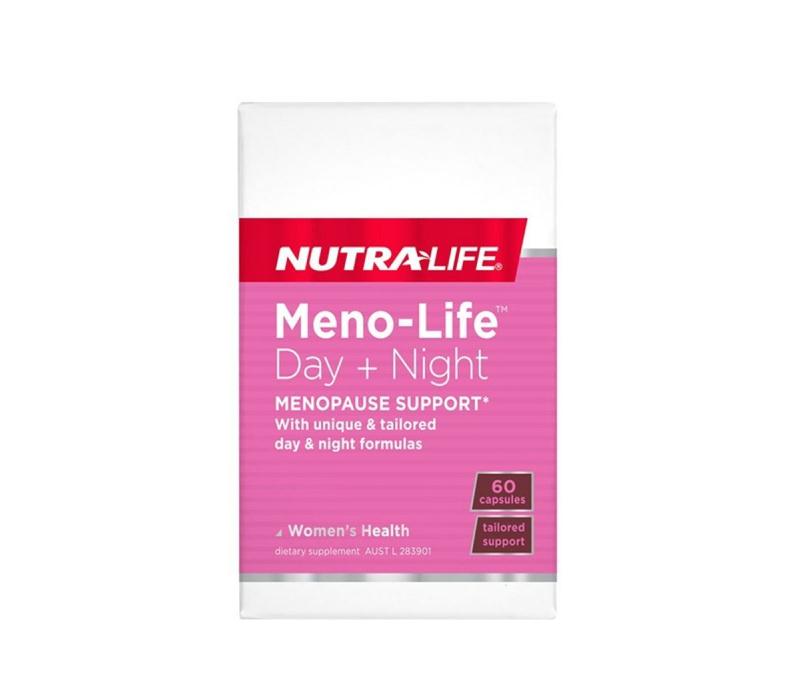 NUTRA-LIFE®
Meno-Life™
Day + Night
MENOPAUSE SUPPORT*
With unique & tailored
day & night formulas
60
capsules
tailored
support
Women's Health
dietary supplement AUST L 283901